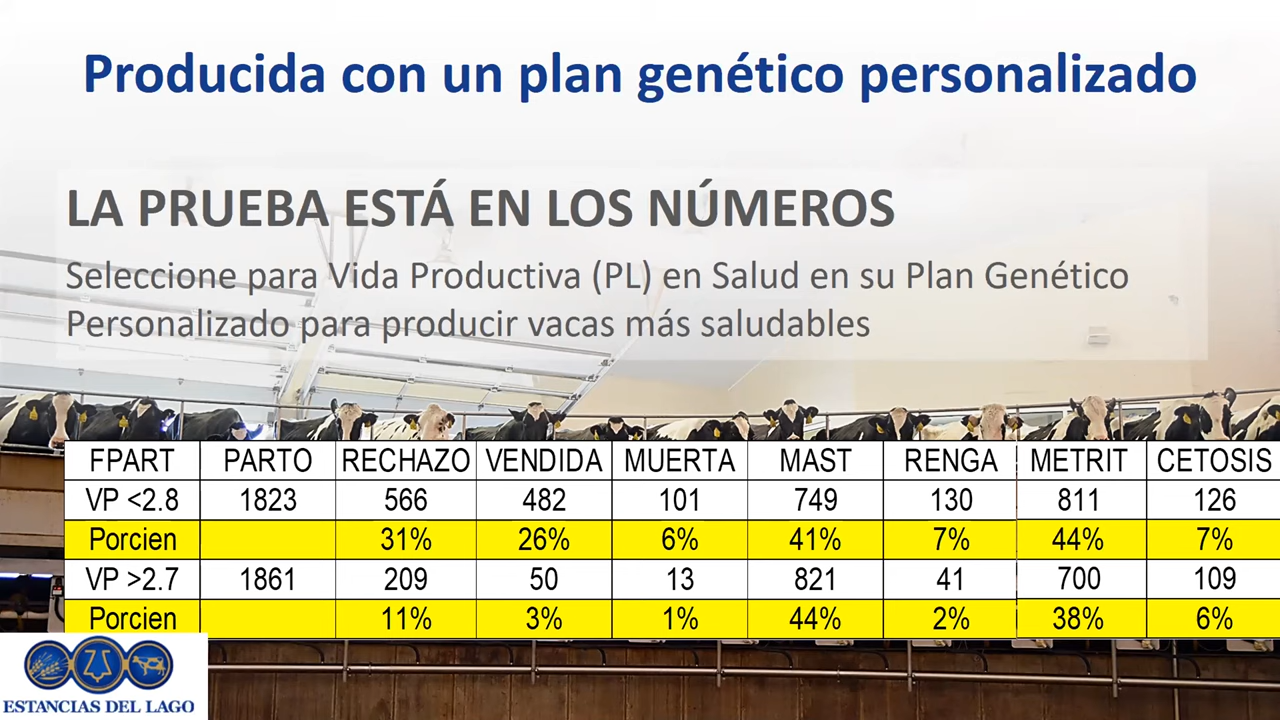 Producida con un plan genético personalizado
LA PRUEBA ESTÁ EN LOS NÚMEROS
Seleccione para Vida Productiva (PL) en Salud en su Plan Genético
Personalizado para producir vacas más saludables
FPART PARTO RECHAZO VENDIDA MUERTA MAST RENGA METRIT CETOSIS
VP <2.8 1823 566 482 101 749 130 811 126
Porcien 31% 26% 6% 41% 7% 44% 7%
VP >2.7 1861 209 50 13 821 41 700 109
Porcien 11% 3% 1% 44% 2% 38% 6%
ESTANCIAS DEL LAGO